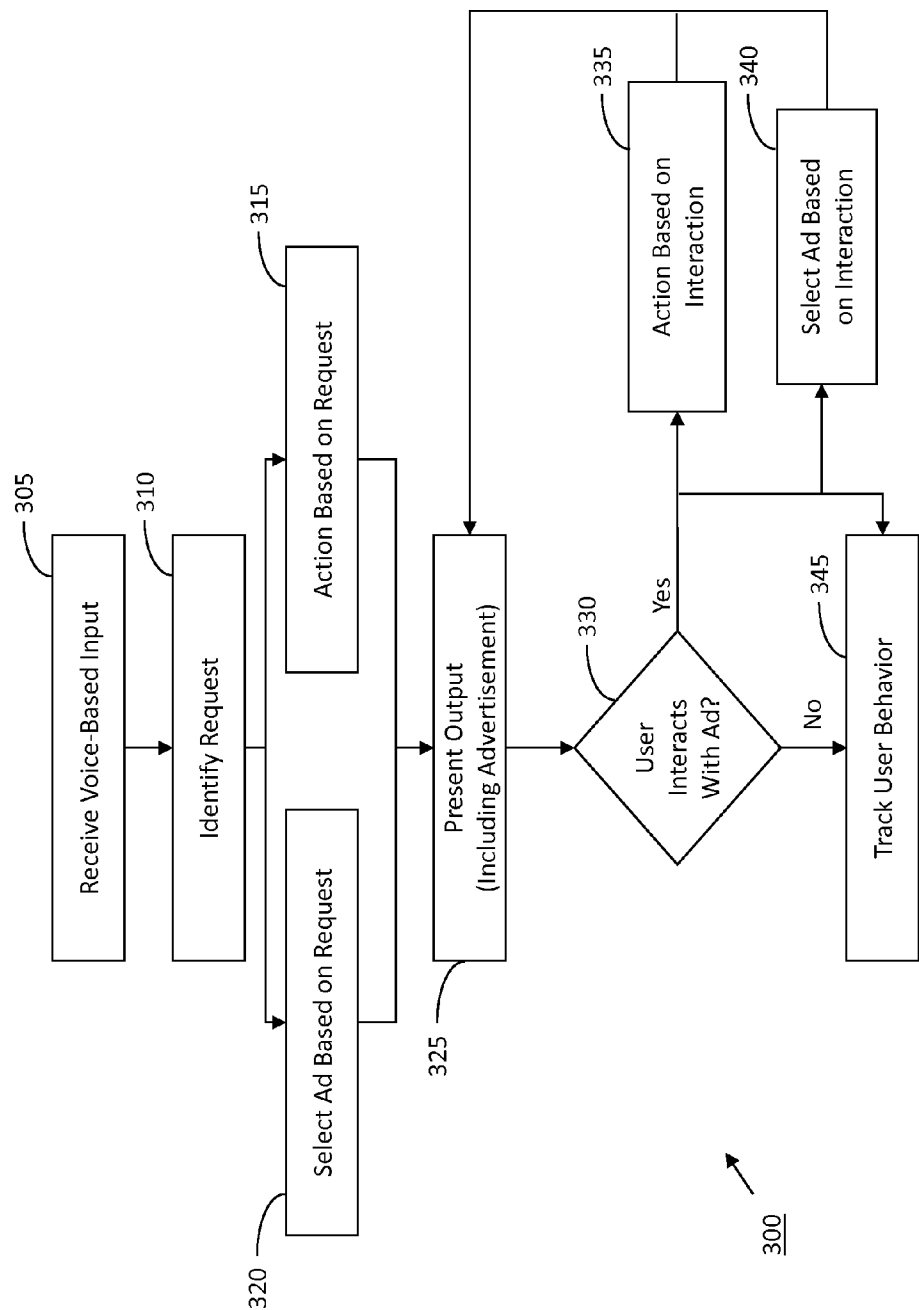 305
Receive Voice-Based Input
310
Identify Request
315
Action Based on Request
320
Select Ad Based on Request
325
Present Output
(Including Advertisement)
330
User
Interacts
With Ad?
Yes
No
335
Action Based on
Interaction
340
Select Ad Based
on Interaction
345
Track User Behavior
300